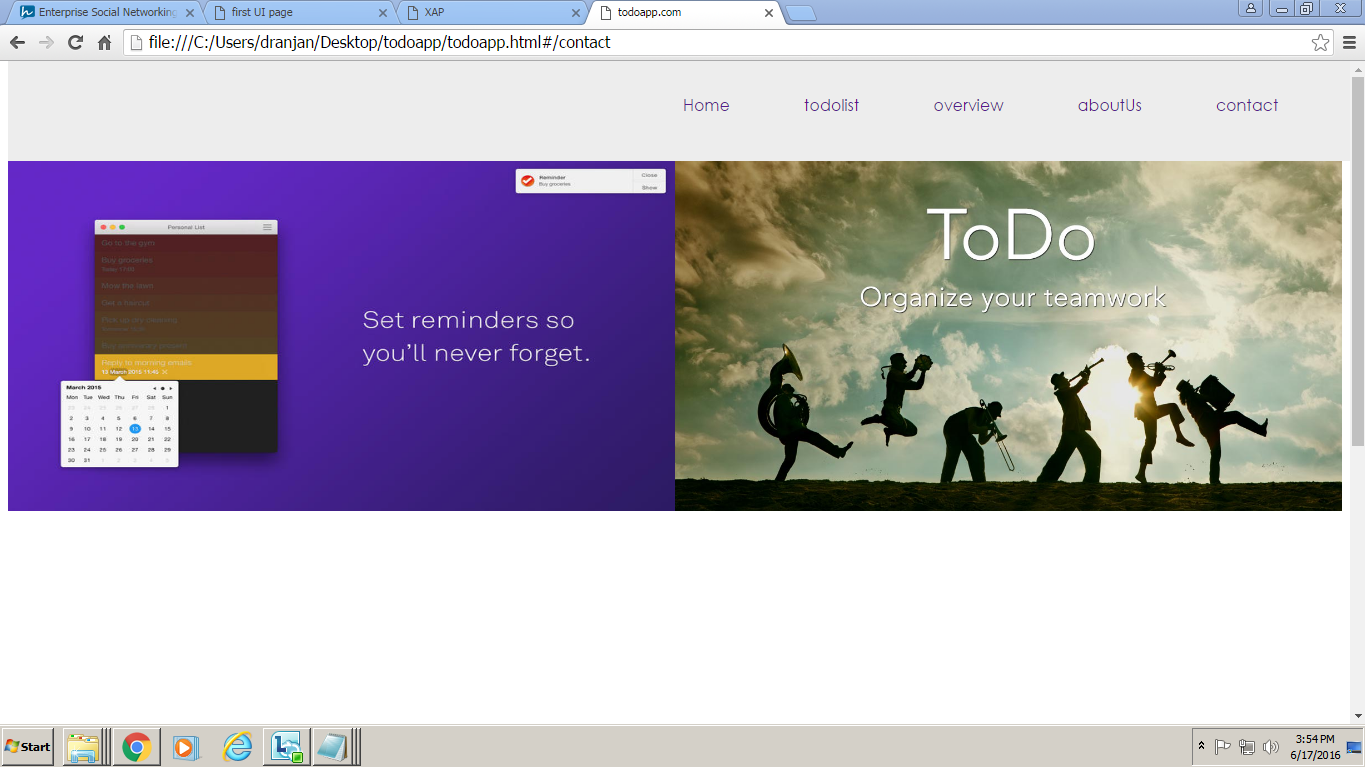 Enterprise Social Networking
first UI page
XAP
todoapp.com
file:///C:/Users/dranjan/Desktop/todoapp/todoapp.html#/contact
Home
todolist
overview
aboutUs
contact
Reminder
Buy groceries
Close
Show
Personal List
Go to the gym
Buy groceries
Mow the lawn
Get a haircut
Pick up dry cleaning
Reply to morning emails
13 March 2015 11:45
March 2015
Mon Tue Wed Thu Fri Sat Sun
23 24 25 26 27 28 1
2 3 4 5 6 7 8
9 10 11 12 13 14 15
16 17 18 19 20 21 22
23 24 25 26 27 28 29
30 31 1 2 3 4 5
Set reminders so
you'll never forget.
ToDo
Organize your teamwork
Start
3:54 PM
6/17/2016